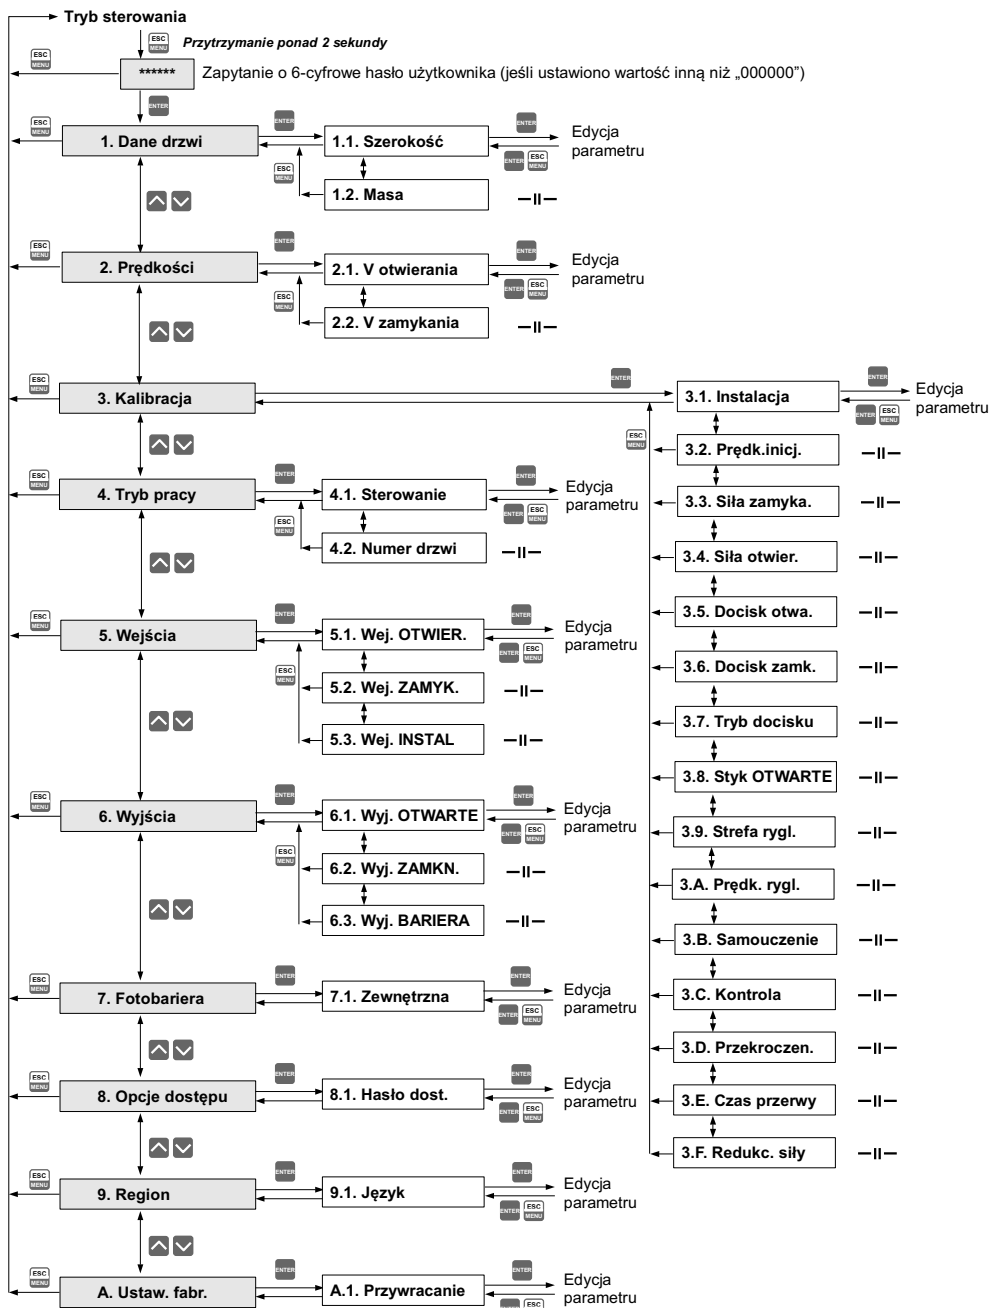 Tryb sterowania
ESC MENU
Przytrzymanie ponad 2 sekundy
ESC MENU
****** Zapytanie o 6-cyfrowe hasło użytkownika (jeśli ustawiono wartość inną niż „000000”)
ENTER
ESC MENU
1. Dane drzwi
ENTER
1.1. Szerokość
ENTER
ENTER ESC MENU
Edycja
parametru
ESC MENU
1.2. Masa
–II–
ESC MENU
2. Prędkości
ENTER
2.1. V otwierania
ENTER
ENTER ESC MENU
Edycja
parametru
ESC MENU
2.2. V zamykania
–II–
ESC MENU
3. Kalibracja
ENTER
3.1. Instalacja
ENTER
ENTER ESC MENU
Edycja
parametru
ESC MENU
3.2. Prędk.inicj.
–II–
3.3. Siła zamyka.
–II–
3.4. Siła otwier.
–II–
3.5. Docisk otwa.
–II–
3.6. Docisk zamk.
–II–
3.7. Tryb docisku
–II–
3.8. Styk OTWARTE
–II–
3.9. Strefa rygl.
–II–
3.A. Prędk. rygl.
–II–
3.B. Samouczenie
–II–
3.C. Kontrola
–II–
3.D. Przekroczen.
–II–
3.E. Czas przerwy
–II–
3.F. Redukc. siły
–II–
ESC MENU
4. Tryb pracy
ENTER
4.1. Sterowanie
ENTER
ENTER ESC MENU
Edycja
parametru
ESC MENU
4.2. Numer drzwi
–II–
ESC MENU
5. Wejścia
ENTER
5.1. Wej. OTWIER.
ENTER
ENTER ESC MENU
Edycja
parametru
ESC MENU
5.2. Wej. ZAMYK.
–II–
5.3. Wej. INSTAL
–II–
ESC MENU
6. Wyjścia
ENTER
6.1. Wyj. OTWARTE
ENTER
ENTER ESC MENU
Edycja
parametru
ESC MENU
6.2. Wyj. ZAMKN.
–II–
6.3. Wyj. BARIERA
–II–
ESC MENU
7. Fotobariera
ENTER
7.1. Zewnętrzna
ENTER
ENTER ESC MENU
Edycja
parametru
ESC MENU
8. Opcje dostępu
ENTER
8.1. Hasło dost.
ENTER
ENTER ESC MENU
Edycja
parametru
ESC MENU
9. Region
ENTER
9.1. Język
ENTER
ENTER ESC MENU
Edycja
parametru
ESC MENU
A. Ustaw. fabr.
ENTER
A.1. Przywracanie
ENTER
ESC
Edycja
parametru